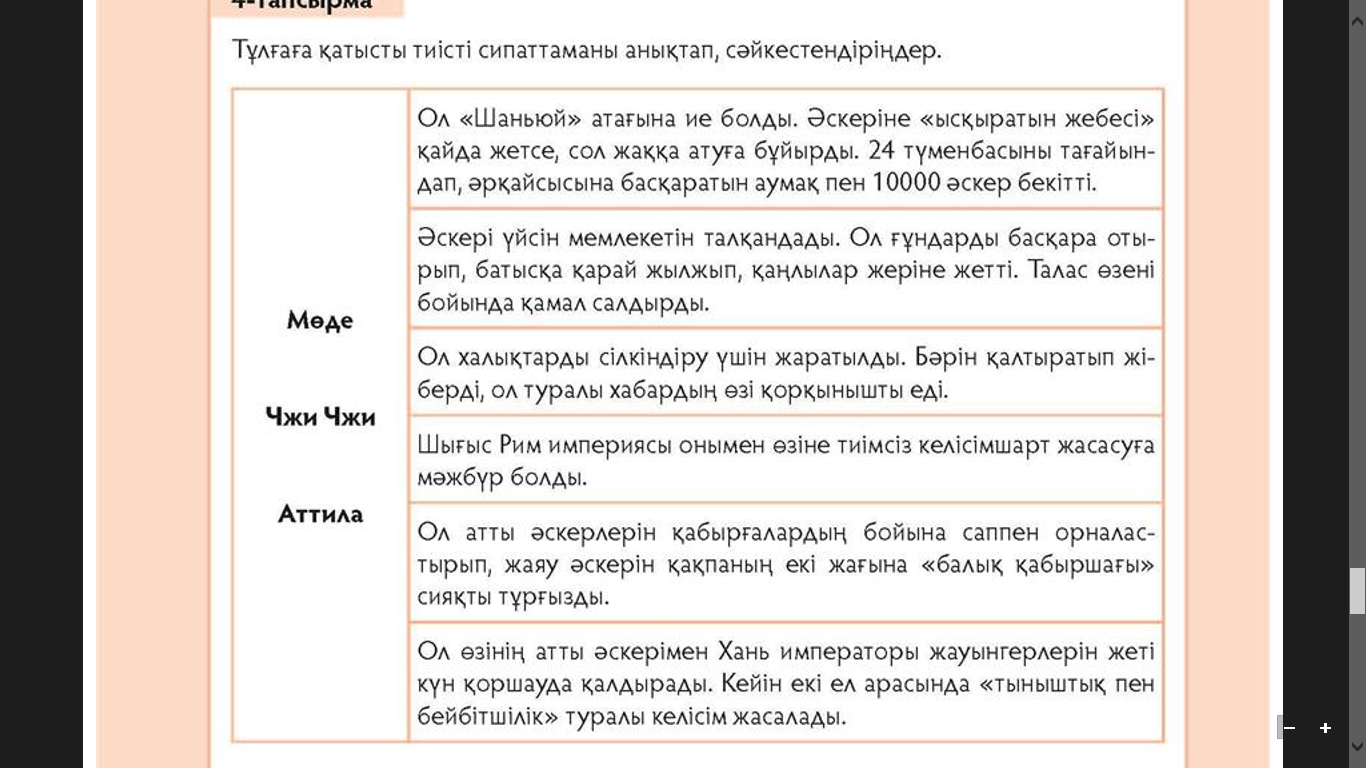 4-тапсырма
Тұлғаға қатысты тиісті сипаттаманы анықтап, сәйкестендіріңдер.
Мөде
Чжи Чжи
Аттила
Ол «Шаньюй» атағына ие болды. Әскеріне «ысқыратын жебесі»
қайда жетсе, сол жаққа атуға бұйырды. 24 түменбасыны тағайын-
дап, әрқайсысына басқаратын аумақ пен 10000 әскер бекітті.
Әскері үйсін мемлекетін талқандады. Ол ғұндарды басқара оты-
рып, батысқа қарай жылжып, қаңлылар жеріне жетті. Талас өзені
бойында қамал салдырды.
Ол халықтарды сілкіндіру үшін жаратылды. Бәрін қалтыратып жі-
берді, ол туралы хабардың өзі қорқынышты еді.
Шығыс Рим империясы онымен өзіне тиімсіз келісімшарт жасасуға
мәжбүр болды.
Ол атты әскерлерін қабырғалардың бойына саппен орналас-
тырып, жаяу әскерін қақпаның екі жағына «балық қабыршағы»
сияқты тұрғызды.
Ол өзінің атты әскерімен Хань императоры жауынгерлерін жеті
күн қоршауда қалдырады. Кейін екі ел арасында «тыныштық пен
бейбітшілік» туралы келісім жасалады.